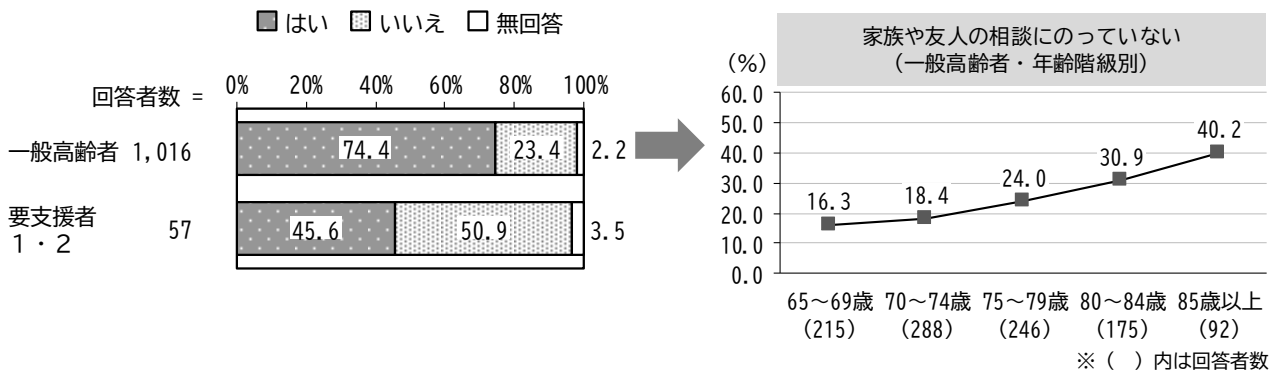 はい いいえ 無回答
回答者数 = 0% 20% 40% 60% 80% 100%
一般高齢者 1,016 74.4 23.4 2.2
要支援者
1・2 57 45.6 50.9 3.5
家族や友人の相談にのっていない
(一般高齢者・年齢階級別)
(%)
60.0
50.0
40.0
30.0
20.0
10.0
0.0
16.3 18.4 24.0 30.9 40.2
65~69歳 70~74歳 75~79歳 80~84歳 85歳以上
(215) (288) (246) (175) (92)
※( )内は回答者数